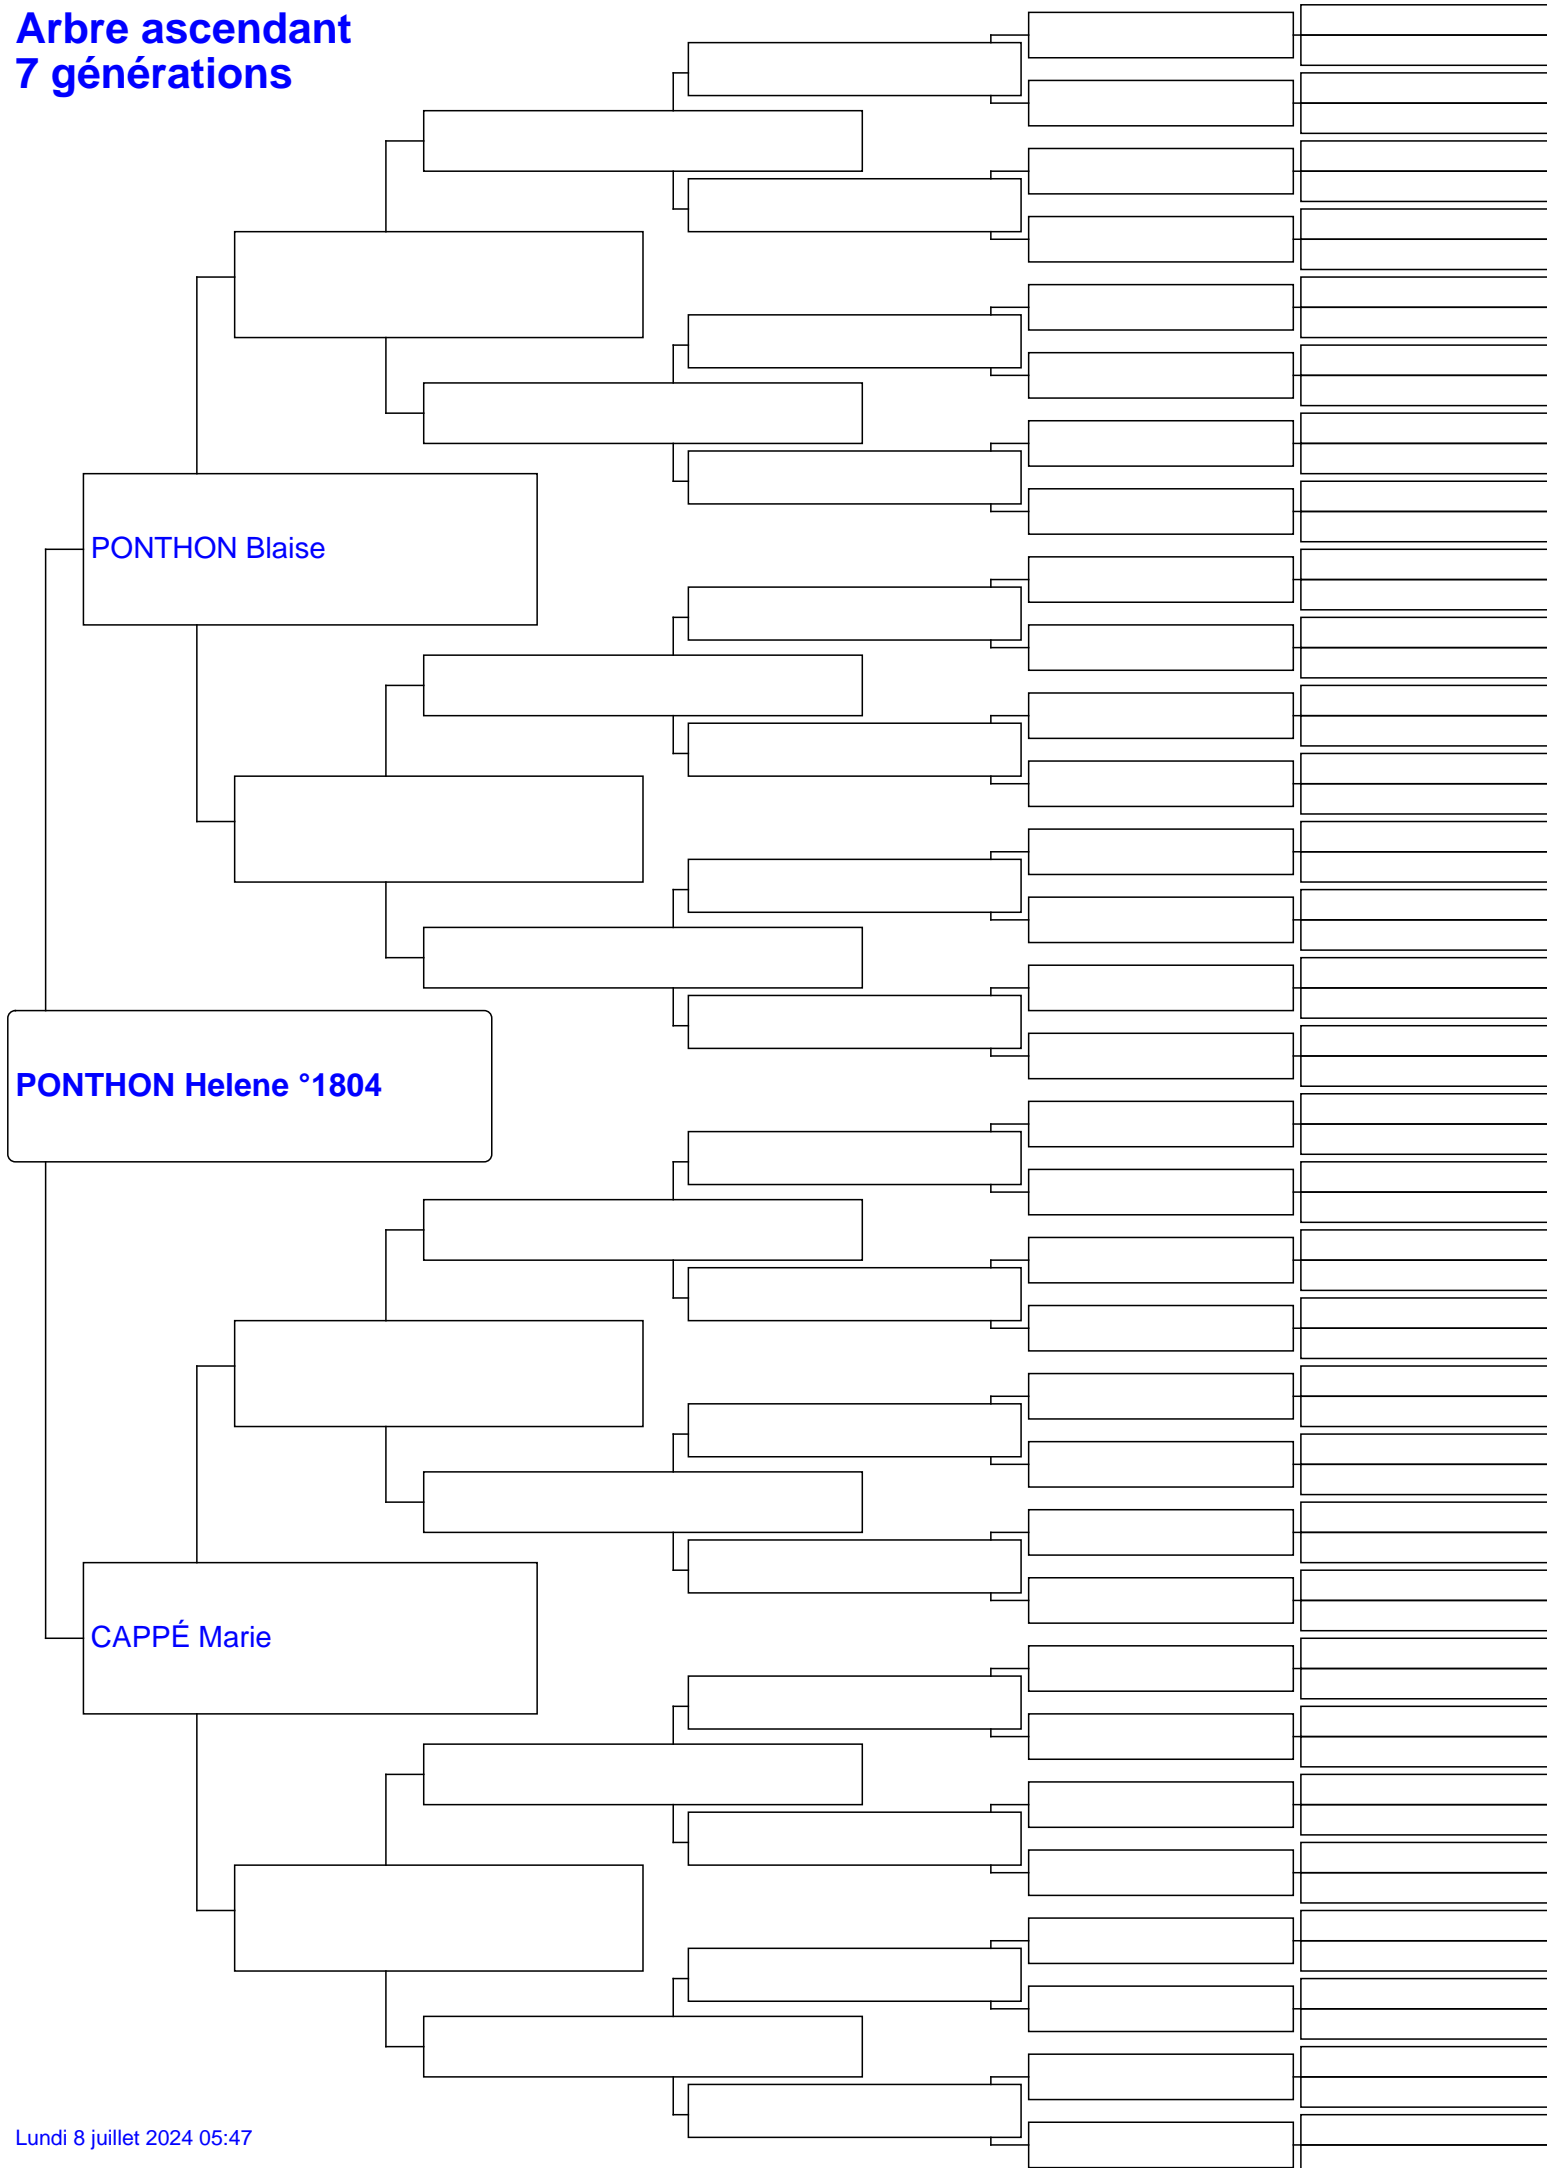 Arbre ascendant
7 générations
PONTHON Blaise
PONTHON Helene °1804
CAPPÉ Marie
Lundi 8 juillet 2024 05:47